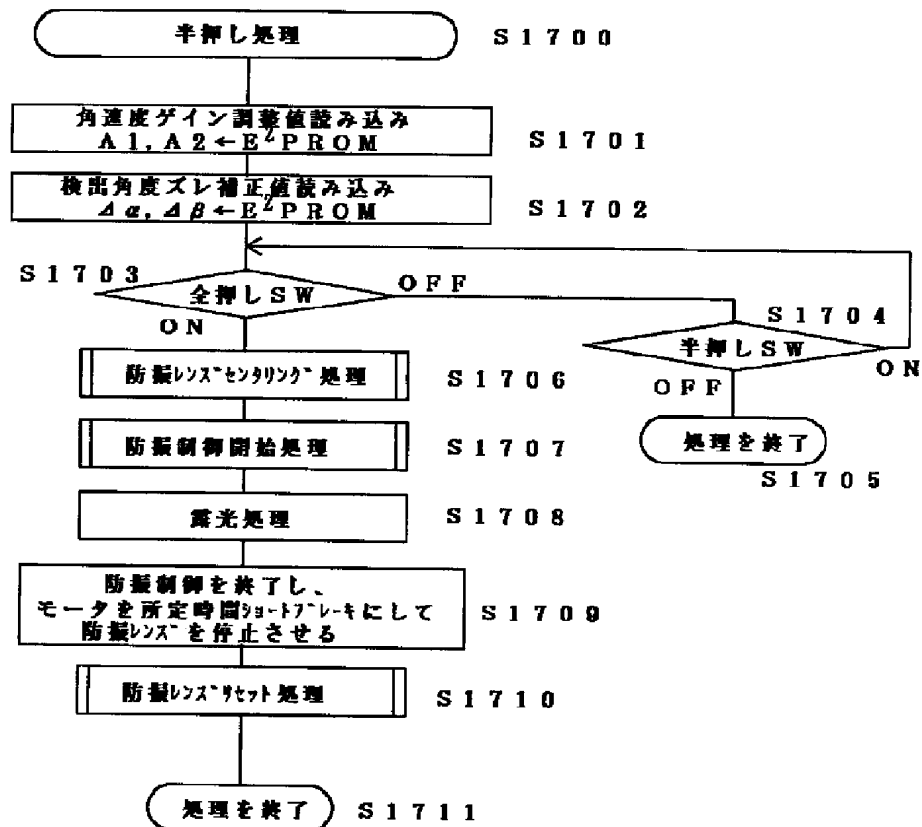 半押し処理
S1700
角速度ゲイン調整値読み込み
A1,A2←E²PROM
S1701
検出角度ズレ補正値読み込み
Δα,Δβ←E²PROM
S1702
S1703
全押しSW
OFF
ON
S1704
半押しSW
ON
OFF
処理を終了
S1705
防振レンズセンタリング処理
S1706
防振制御開始処理
S1707
露光処理
S1708
防振制御を終了し、
モータを所定時間ショートブレーキにして
防振レンズを停止させる
S1709
防振レンズリセット処理
S1710
処理を終了
S1711